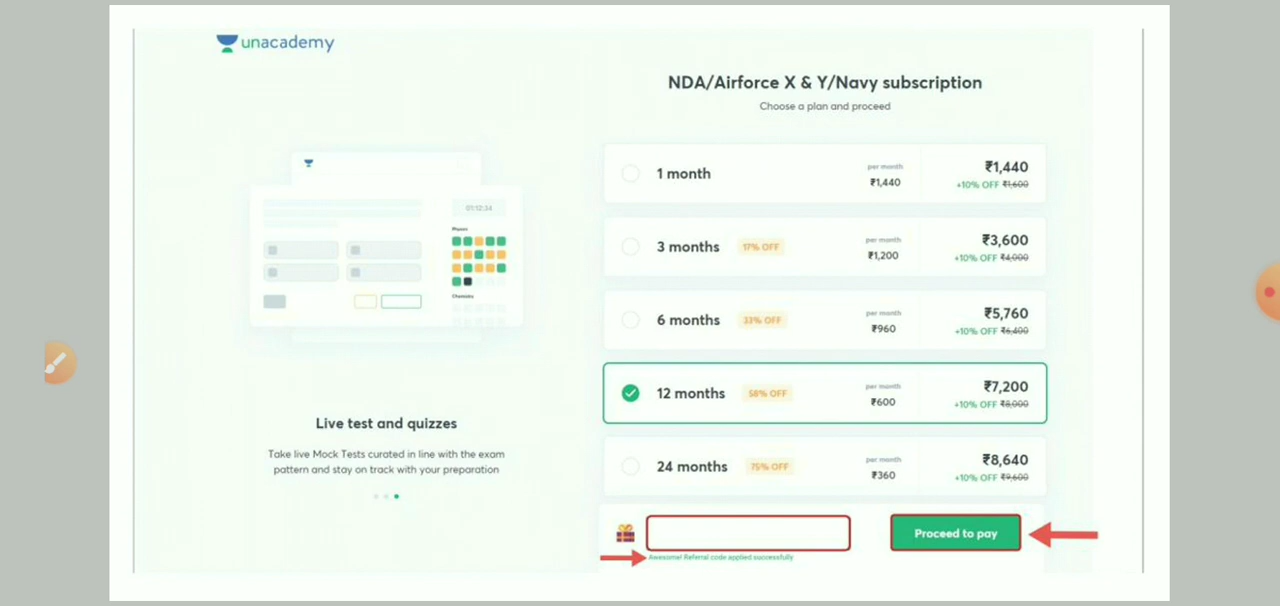 unacademy
NDA/Airforce X & Y/Navy subscription
Choose a plan and proceed
1 month
per month
₹1,440
₹1,440
+10% OFF ₹1,600
3 months
17% OFF
per month
₹1,200
₹3,600
+10% OFF ₹4,000
6 months
33% OFF
per month
₹960
₹5,760
+10% OFF ₹6,400
12 months
58% OFF
per month
₹600
₹7,200
+10% OFF ₹8,000
24 months
75% OFF
per month
₹360
₹8,640
+10% OFF ₹9,600
Proceed to pay
Awesome! Referral code applied successfully
01:12:34
Physics
Chemistry
Live test and quizzes
Take live Mock Tests curated in line with the exam
pattern and stay on track with your preparation